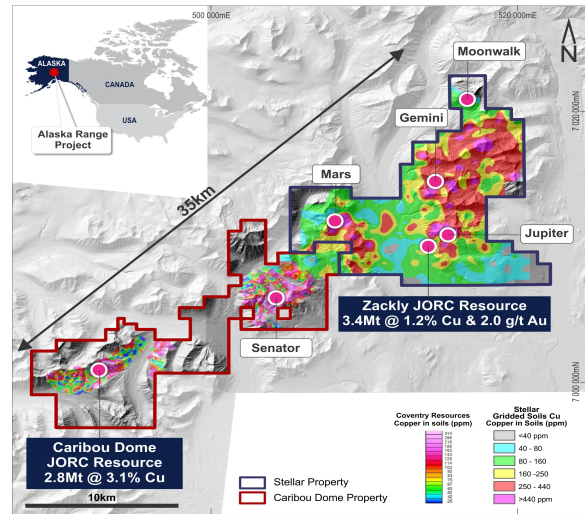 500 000mE
520 000mE
N
Moonwalk
ALASKA
CANADA
USA
Alaska Range
Project
Gemini
7 020 000mN
35km
Mars
Jupiter
Zackly JORC Resource
3.4Mt @ 1.2% Cu & 2.0 g/t Au
Senator
7 000 000mN
Caribou Dome
JORC Resource
2.8Mt @ 3.1% Cu
10km
Stellar Property
Caribou Dome Property
Coventry Resources
Copper in soils (ppm)
Stellar
Gridded Soils Cu
Copper in Soils (ppm)
<40 ppm
40 - 80
80 - 160
160 -250
250 - 440
>440 ppm